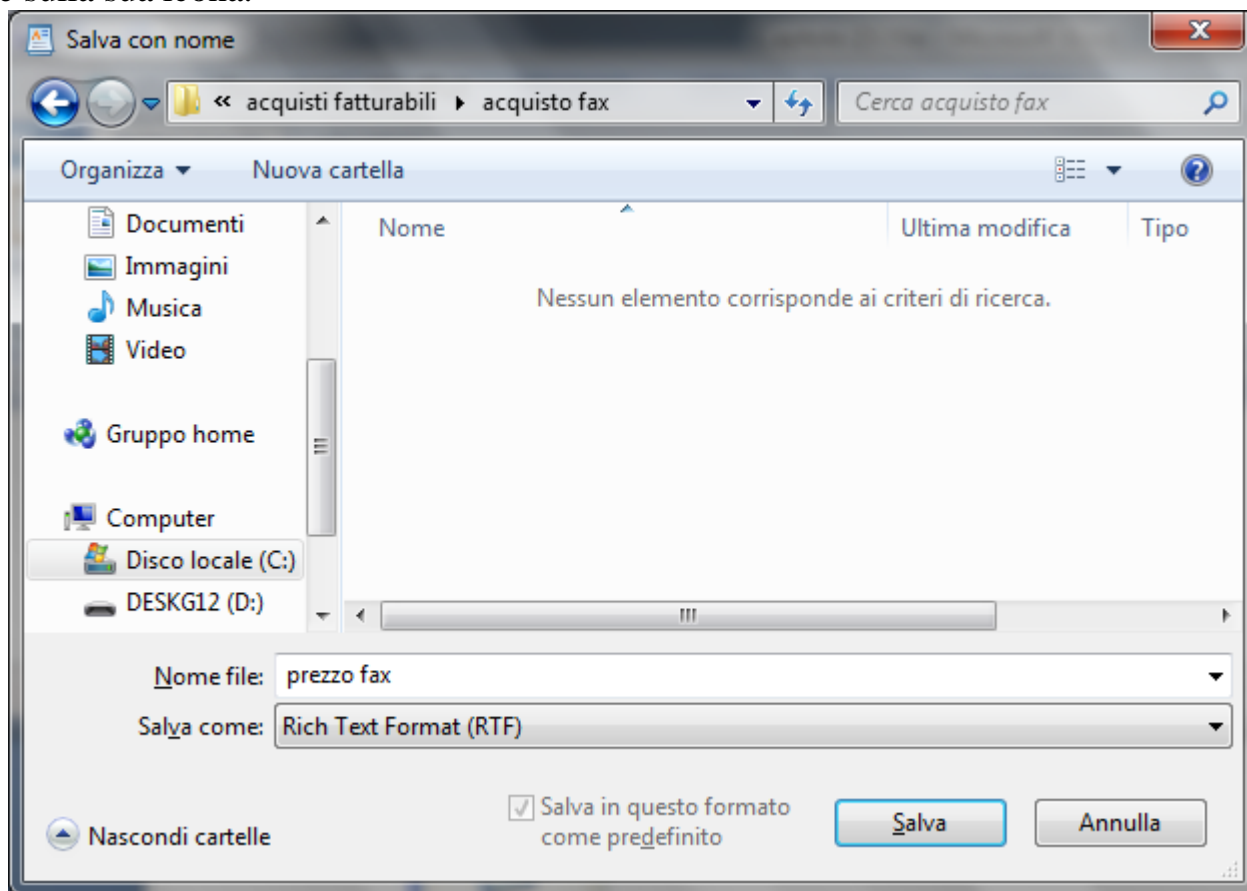 Salva con nome
« acquisti fatturabili ▸ acquisto fax
Cerca acquisto fax
Organizza
Nuova cartella
Documenti
Immagini
Musica
Video
Gruppo home
Computer
Disco locale (C:)
DESKG12 (D:)
Nome
Ultima modifica
Tipo
Nessun elemento corrisponde ai criteri di ricerca.
Nome file: prezzo fax
Salva come: Rich Text Format (RTF)
Nascondi cartelle
Salva in questo formato
come predefinito
Salva
Annulla